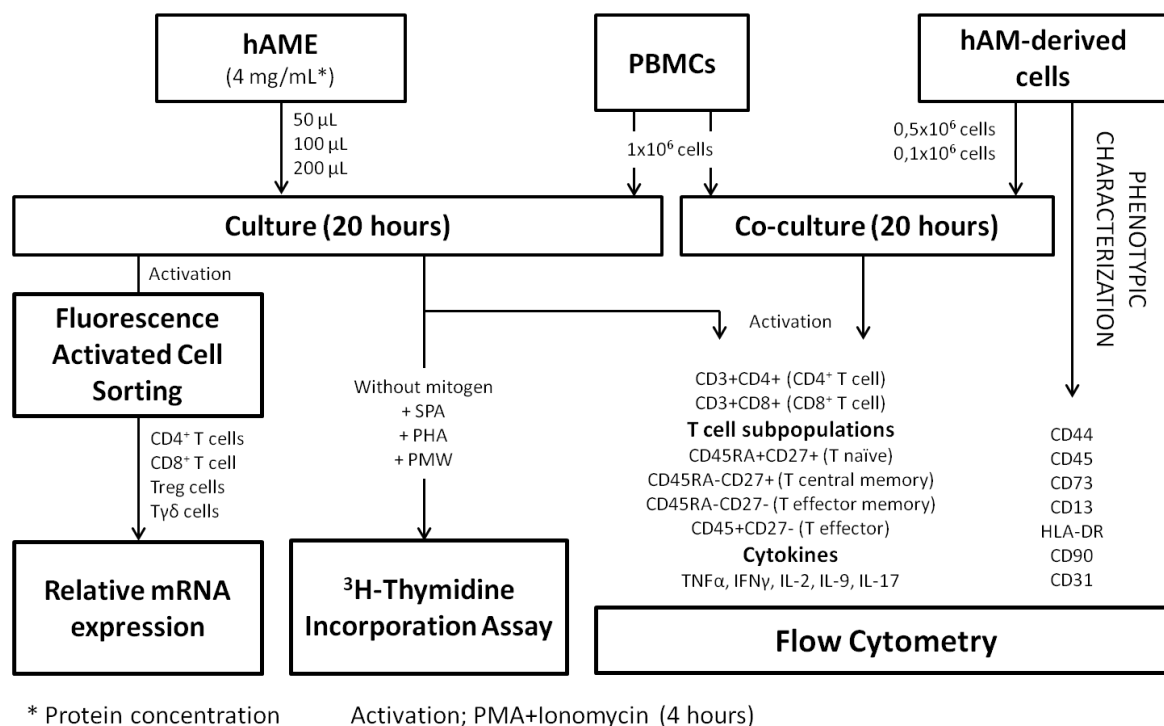 hAME
(4 mg/mL*)
PBMCs
hAM-derived
cells
50 µL
100 µL
200 µL
1x10⁶ cells
0,5x10⁶ cells
0,1x10⁶ cells
PHENOTYPIC
CHARACTERIZATION
Culture (20 hours)
Co-culture (20 hours)
Activation
Fluorescence
Activated Cell
Sorting
Activation
Without mitogen
+ SPA
+ PHA
+ PMW
CD4⁺ T cells
CD8⁺ T cell
Treg cells
Tγδ cells
CD3+CD4+ (CD4⁺ T cell)
CD3+CD8+ (CD8⁺ T cell)
T cell subpopulations
CD45RA+CD27+ (T naïve)
CD45RA-CD27+ (T central memory)
CD45RA-CD27- (T effector memory)
CD45+CD27- (T effector)
Cytokines
TNFα, IFNγ, IL-2, IL-9, IL-17
CD44
CD45
CD73
CD13
HLA-DR
CD90
CD31
Relative mRNA
expression
³H-Thymidine
Incorporation Assay
Flow Cytometry
* Protein concentration
Activation; PMA+Ionomycin (4 hours)